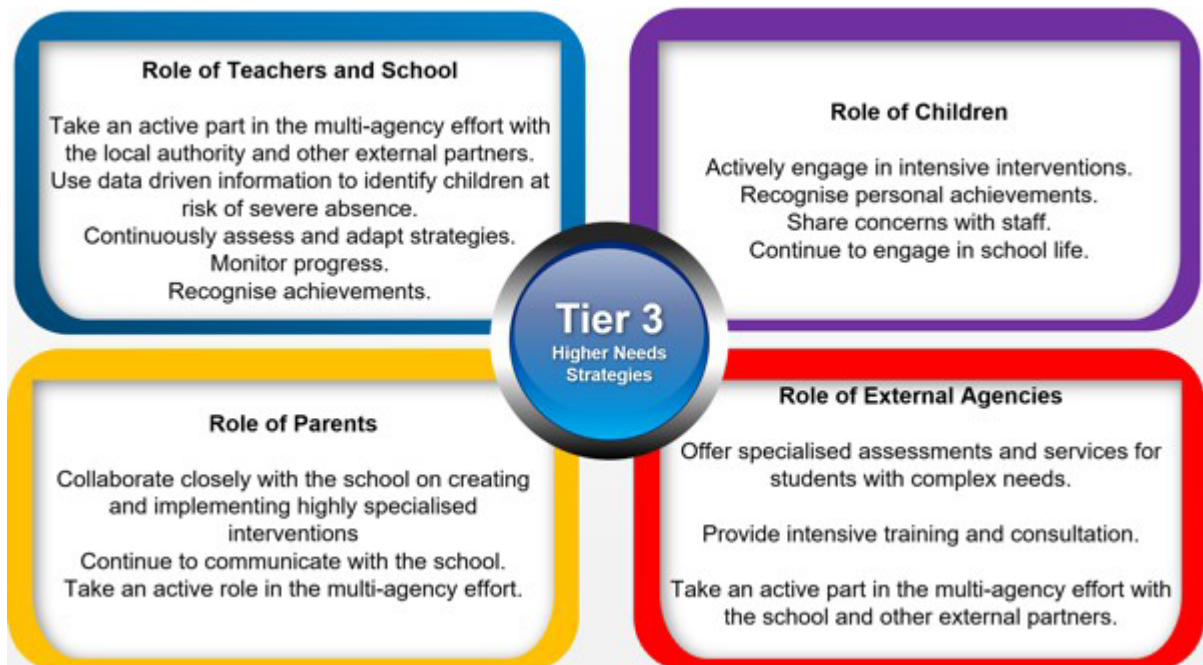 Role of Teachers and School
Take an active part in the multi-agency effort with
the local authority and other external partners.
Use data driven information to identify children at
risk of severe absence.
Continuously assess and adapt strategies.
Monitor progress.
Recognise achievements.
Role of Children
Actively engage in intensive interventions.
Recognise personal achievements.
Share concerns with staff.
Continue to engage in school life.
Tier 3
Higher Needs
Strategies
Role of Parents
Collaborate closely with the school on creating
and implementing highly specialised
interventions
Continue to communicate with the school.
Take an active role in the multi-agency effort.
Role of External Agencies
Offer specialised assessments and services for
students with complex needs.
Provide intensive training and consultation.
Take an active part in the multi-agency effort with
the school and other external partners.